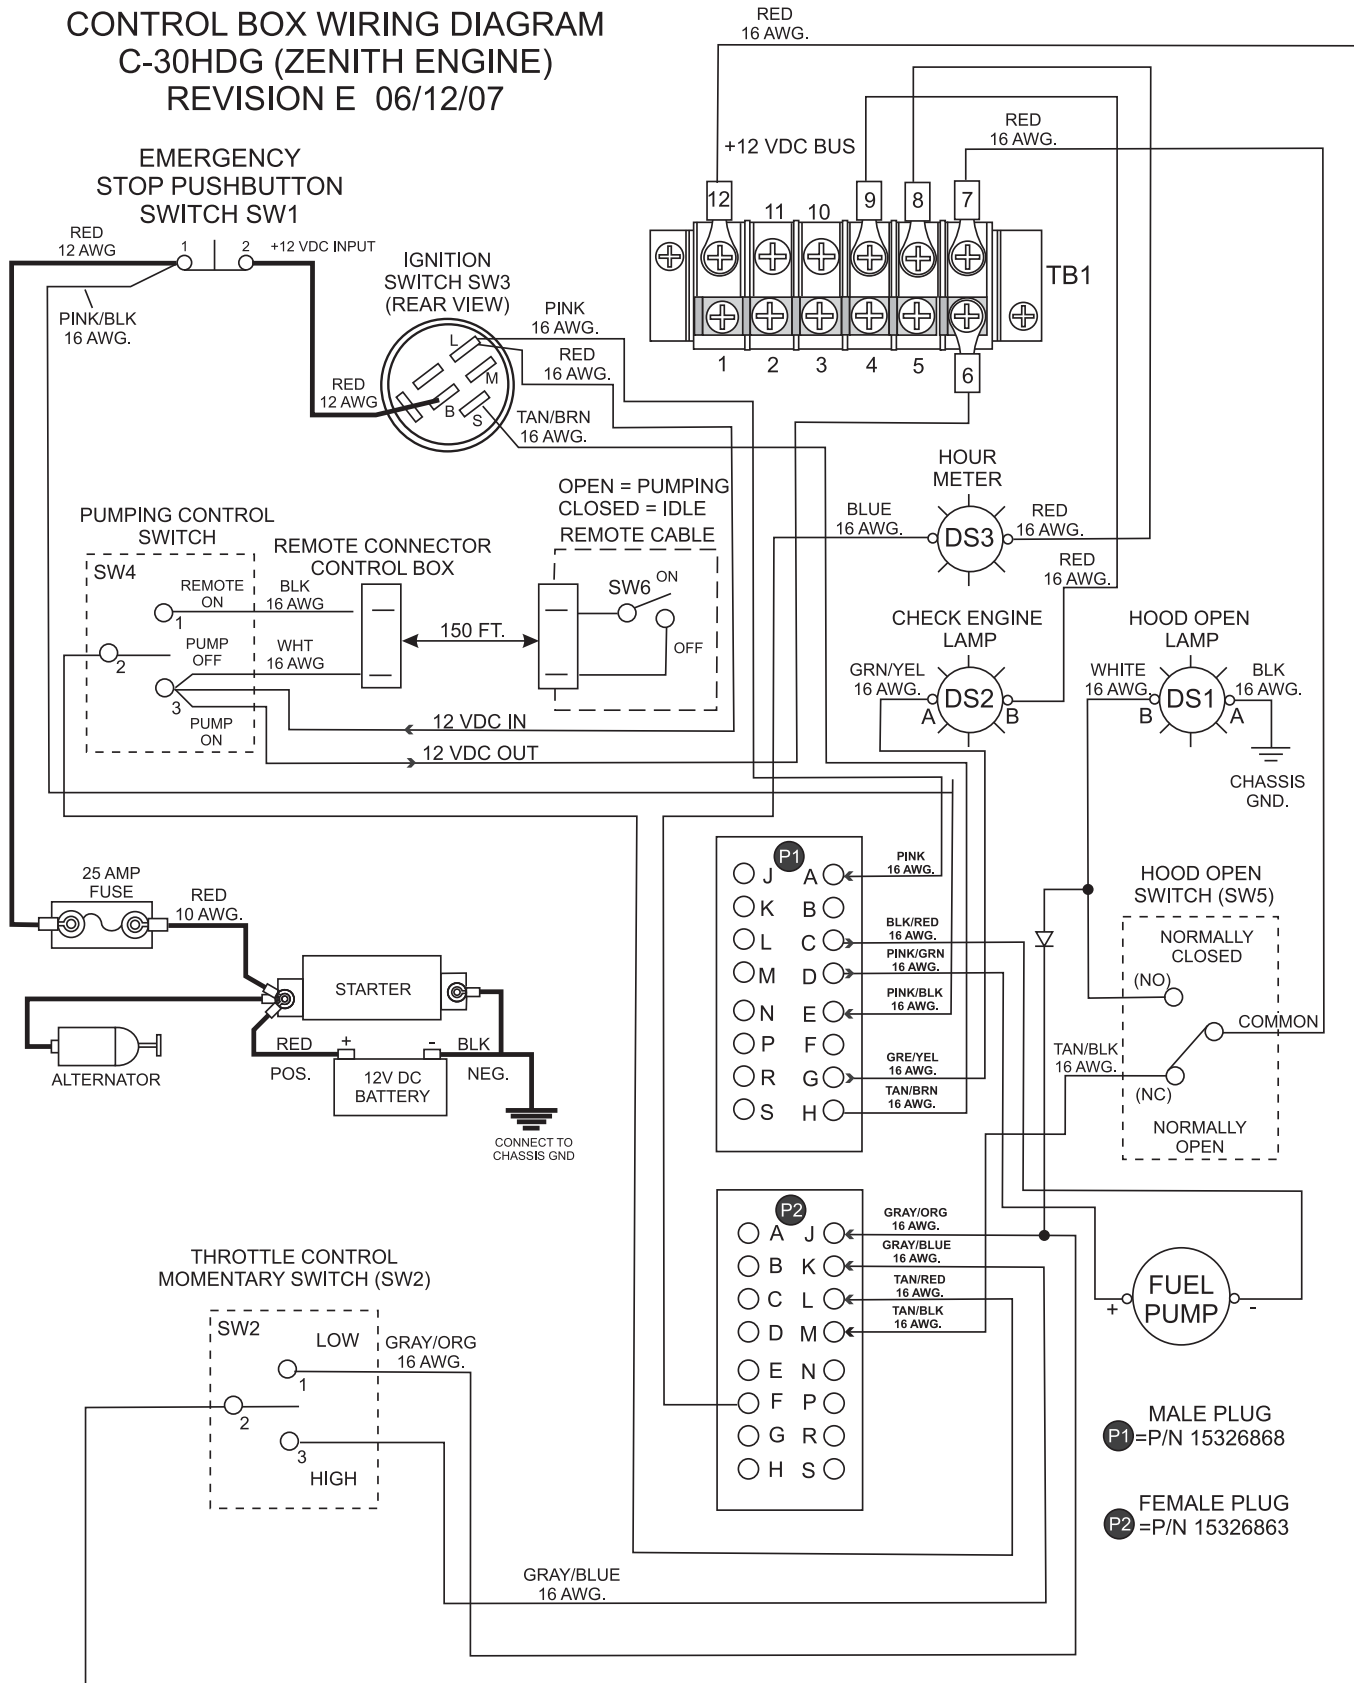 CONTROL BOX WIRING DIAGRAM
C-30HDG (ZENITH ENGINE)
REVISION E 06/12/07
RED
16 AWG.
+12 VDC BUS
RED
16 AWG.
12
11
10
9
8
7
TB1
1
2
3
4
5
6
EMERGENCY
STOP PUSHBUTTON
SWITCH SW1
RED
12 AWG
1
2
+12 VDC INPUT
PINK/BLK
16 AWG.
IGNITION
SWITCH SW3
(REAR VIEW)
L
M
B
S
RED
12 AWG
PINK
16 AWG.
RED
16 AWG.
TAN/BRN
16 AWG.
HOUR
METER
BLUE
16 AWG.
DS3
RED
16 AWG.
RED
16 AWG.
OPEN = PUMPING
CLOSED = IDLE
REMOTE CABLE
SW6
ON
OFF
PUMPING CONTROL
SWITCH
SW4
REMOTE
ON
1
PUMP
OFF
2
3
PUMP
ON
REMOTE CONNECTOR
CONTROL BOX
BLK
16 AWG
WHT
16 AWG
150 FT.
12 VDC IN
12 VDC OUT
CHECK ENGINE
LAMP
GRN/YEL
16 AWG.
DS2
A
B
HOOD OPEN
LAMP
WHITE
16 AWG.
DS1
B
A
BLK
16 AWG.
CHASSIS
GND.
25 AMP
FUSE
RED
10 AWG.
STARTER
ALTERNATOR
RED
POS.
+
-
12V DC
BATTERY
BLK
NEG.
CONNECT TO
CHASSIS GND
P1
J A
K B
L C
M D
N E
P F
R G
S H
PINK
16 AWG.
BLK/RED
16 AWG.
PINK/GRN
16 AWG.
PINK/BLK
16 AWG.
GRE/YEL
16 AWG.
TAN/BRN
16 AWG.
HOOD OPEN
SWITCH (SW5)
NORMALLY
CLOSED
(NO)
COMMON
TAN/BLK
16 AWG.
(NC)
NORMALLY
OPEN
P2
A J
B K
C L
D M
E N
F P
G R
H S
GRAY/ORG
16 AWG.
GRAY/BLUE
16 AWG.
TAN/RED
16 AWG.
TAN/BLK
16 AWG.
FUEL
PUMP
+
-
THROTTLE CONTROL
MOMENTARY SWITCH (SW2)
SW2
LOW
1
2
3
HIGH
GRAY/ORG
16 AWG.
GRAY/BLUE
16 AWG.
MALE PLUG
P1 =P/N 15326868
FEMALE PLUG
P2 =P/N 15326863